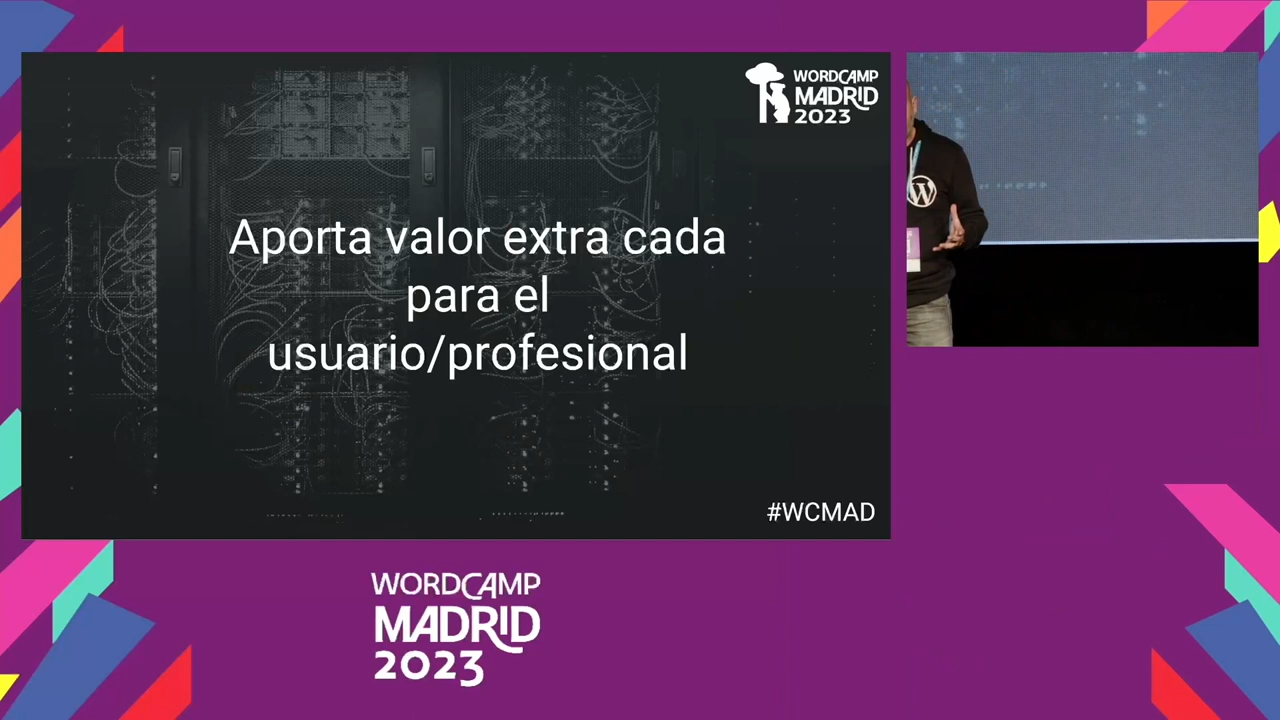 WORDCAMP
MADRID
2023
Aporta valor extra cada
para el
usuario/profesional
#WCMAD
WORDCAMP
MADRID
2023